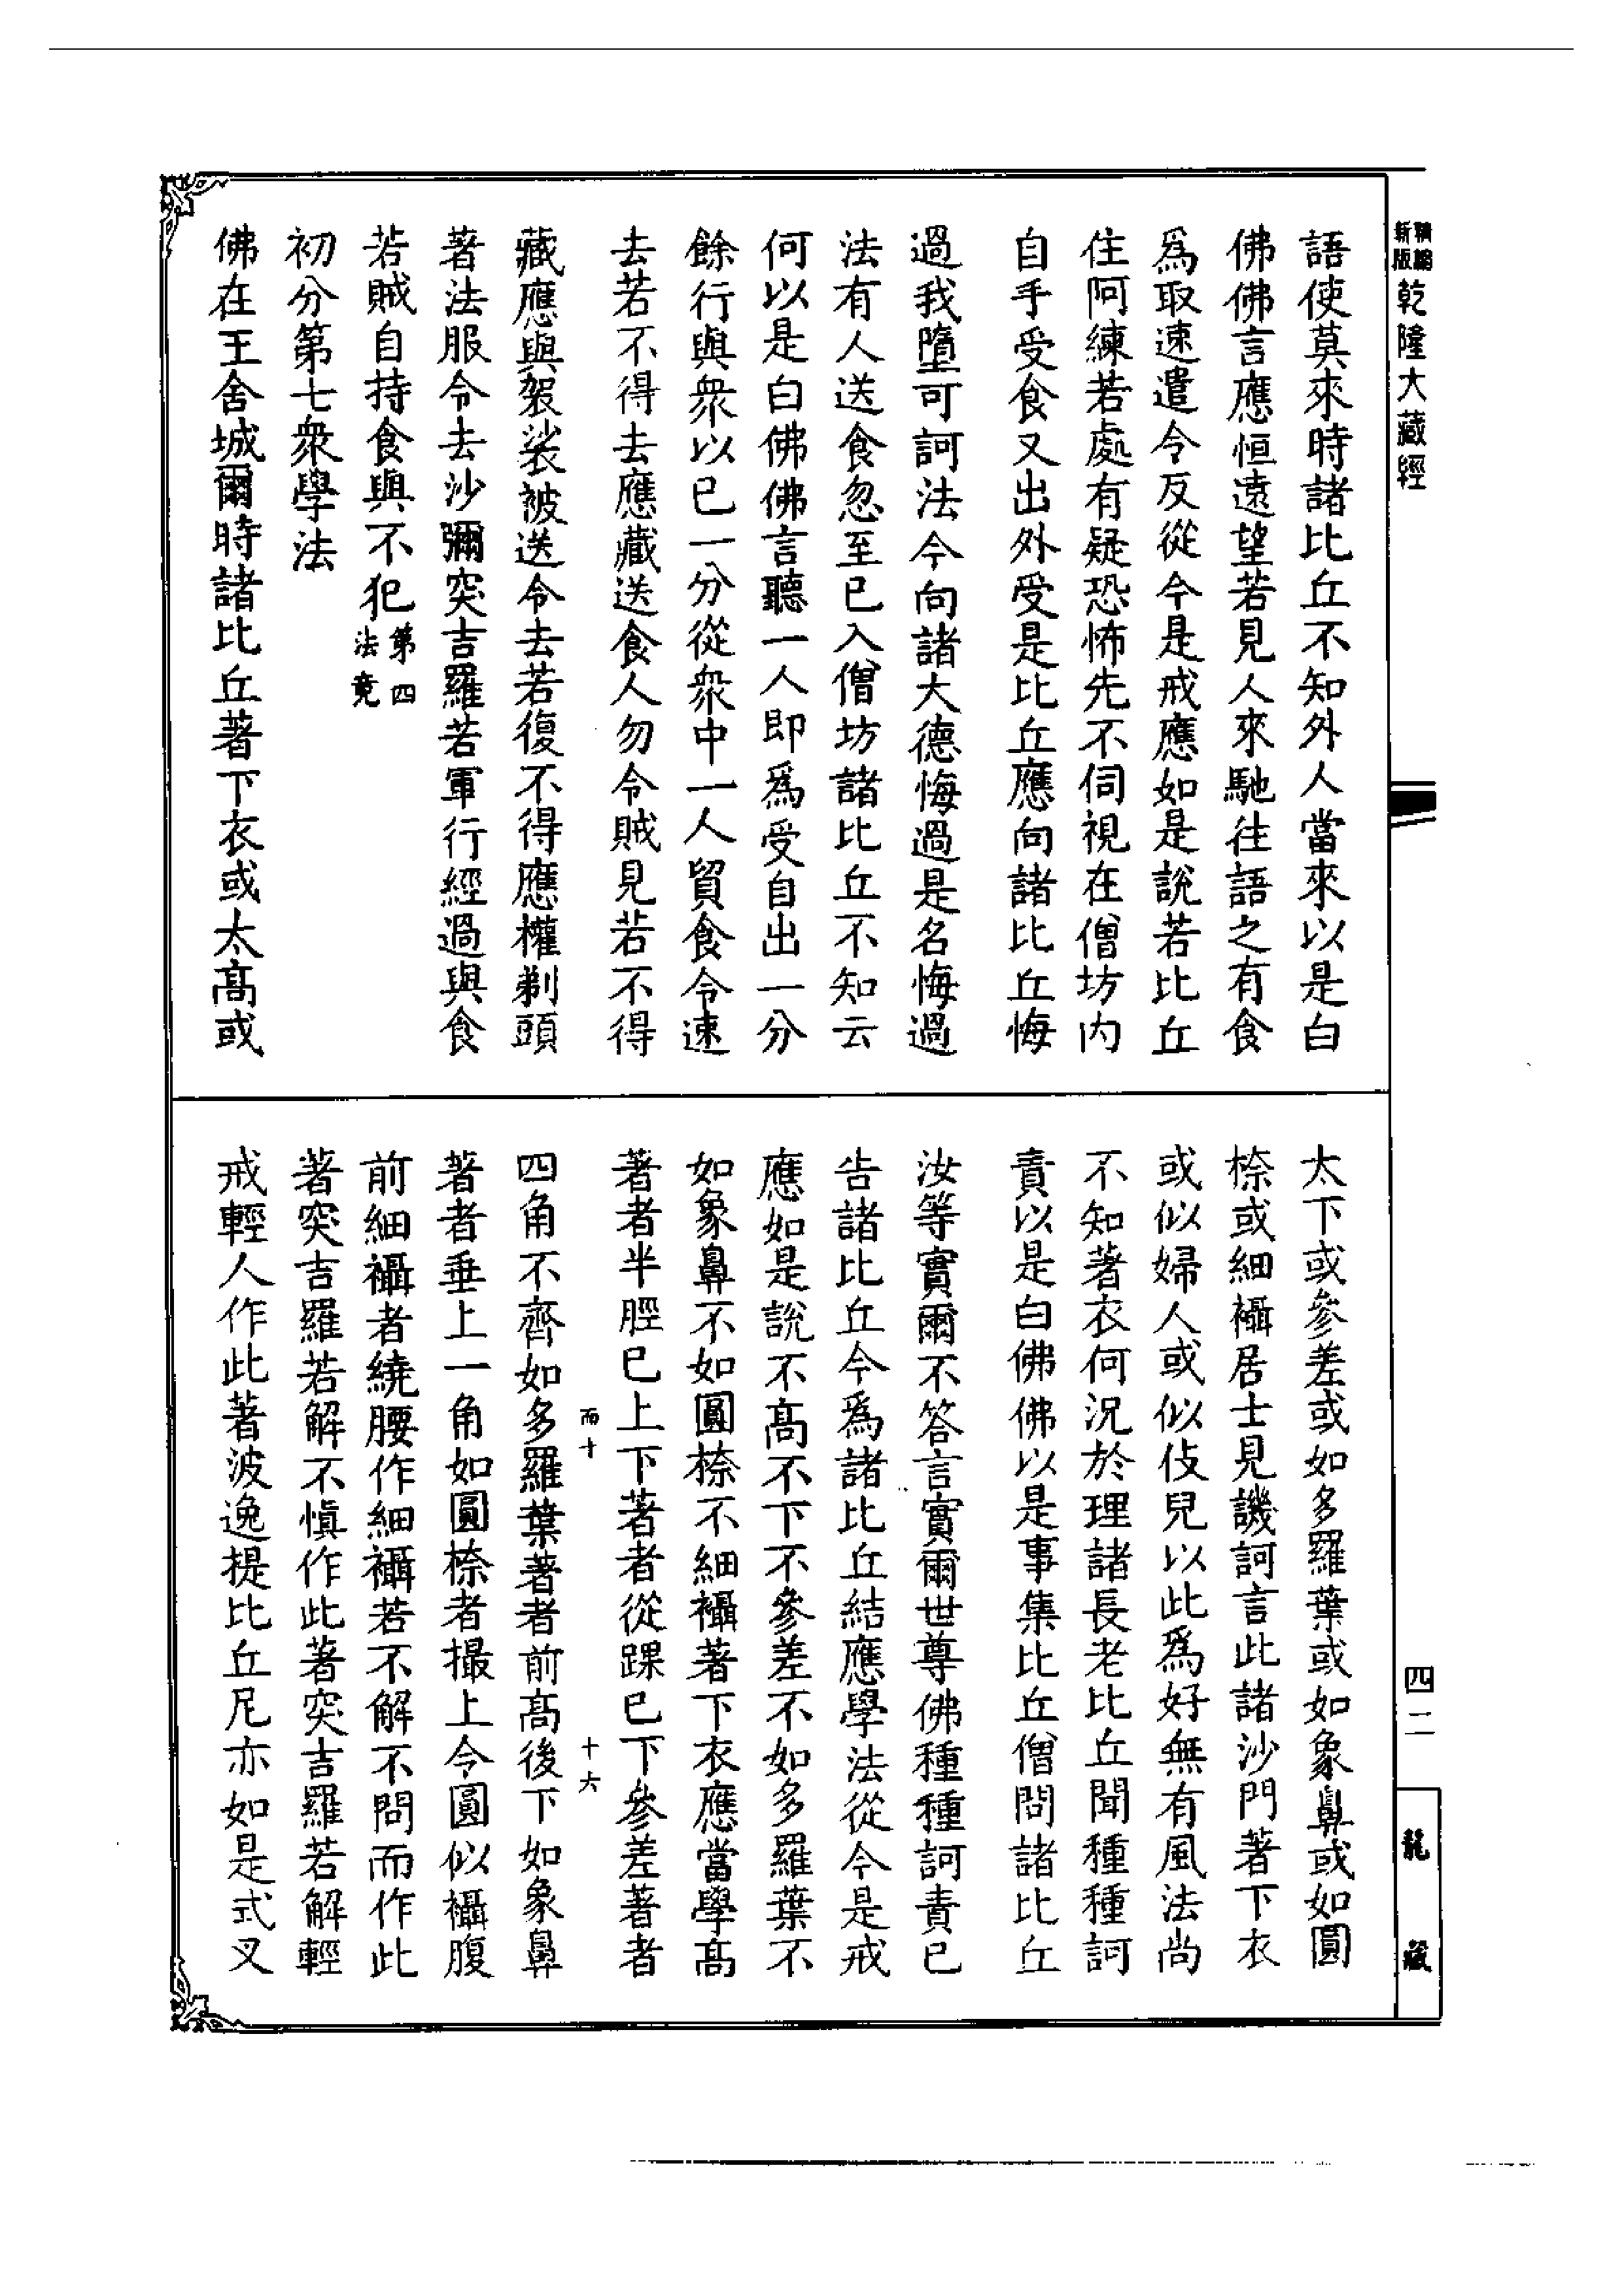 新版 精縮 乾隆大藏經
語使莫來時諸比丘不知外人當來以是白
佛佛言應恒遠望若見人來馳往語之有食
爲取速遣令反從今是戒應如是說若比丘
住阿練若處有疑恐怖先不伺視在僧坊內
自手受食又出外受是比丘應向諸比丘悔
過我墮可訶法今向諸大德悔過是名悔過
法有人送食忽至已入僧坊諸比丘不知云
何以是白佛佛言聽一人即爲受自出一分
餘行與衆以已一分從衆中一人貿食令速
去若不得去應藏送食人勿令賊見若不得
藏應與袈裟被送令去若復不得應權剃頭
著法服令去沙彌突吉羅若軍行經過與食
若賊自持食與不犯第四法竟
初分第七衆學法
佛在王舍城爾時諸比丘著下衣或太高或
太下或參差或如多羅葉或如象鼻或如圓
㮈或細襵居士見譏訶言此諸沙門著下衣
或似婦人或似伎兒以此爲好無有風法尚
不知著衣何況於理諸長老比丘聞種種訶
責以是白佛佛以是事集比丘僧問諸比丘
汝等實爾不答言實爾世尊佛種種訶責已
告諸比丘今爲諸比丘結應學法從今是戒
應如是說不高不下不參差不如多羅葉不
如象鼻不如圓㮈不細襵著下衣應當學高
著者半脛已上下著者從踝已下參差著者
而十 十六
四角不齊如多羅葉著者前高後下如象鼻
著者垂上一角如圓㮈者撮上令圓似襵腹
前細襵者繞腰作細襵若不解不問而作此
著突吉羅若解不慎作此著突吉羅若解輕
戒輕人作此著波逸提比丘尼亦如是式叉
四二
龍藏